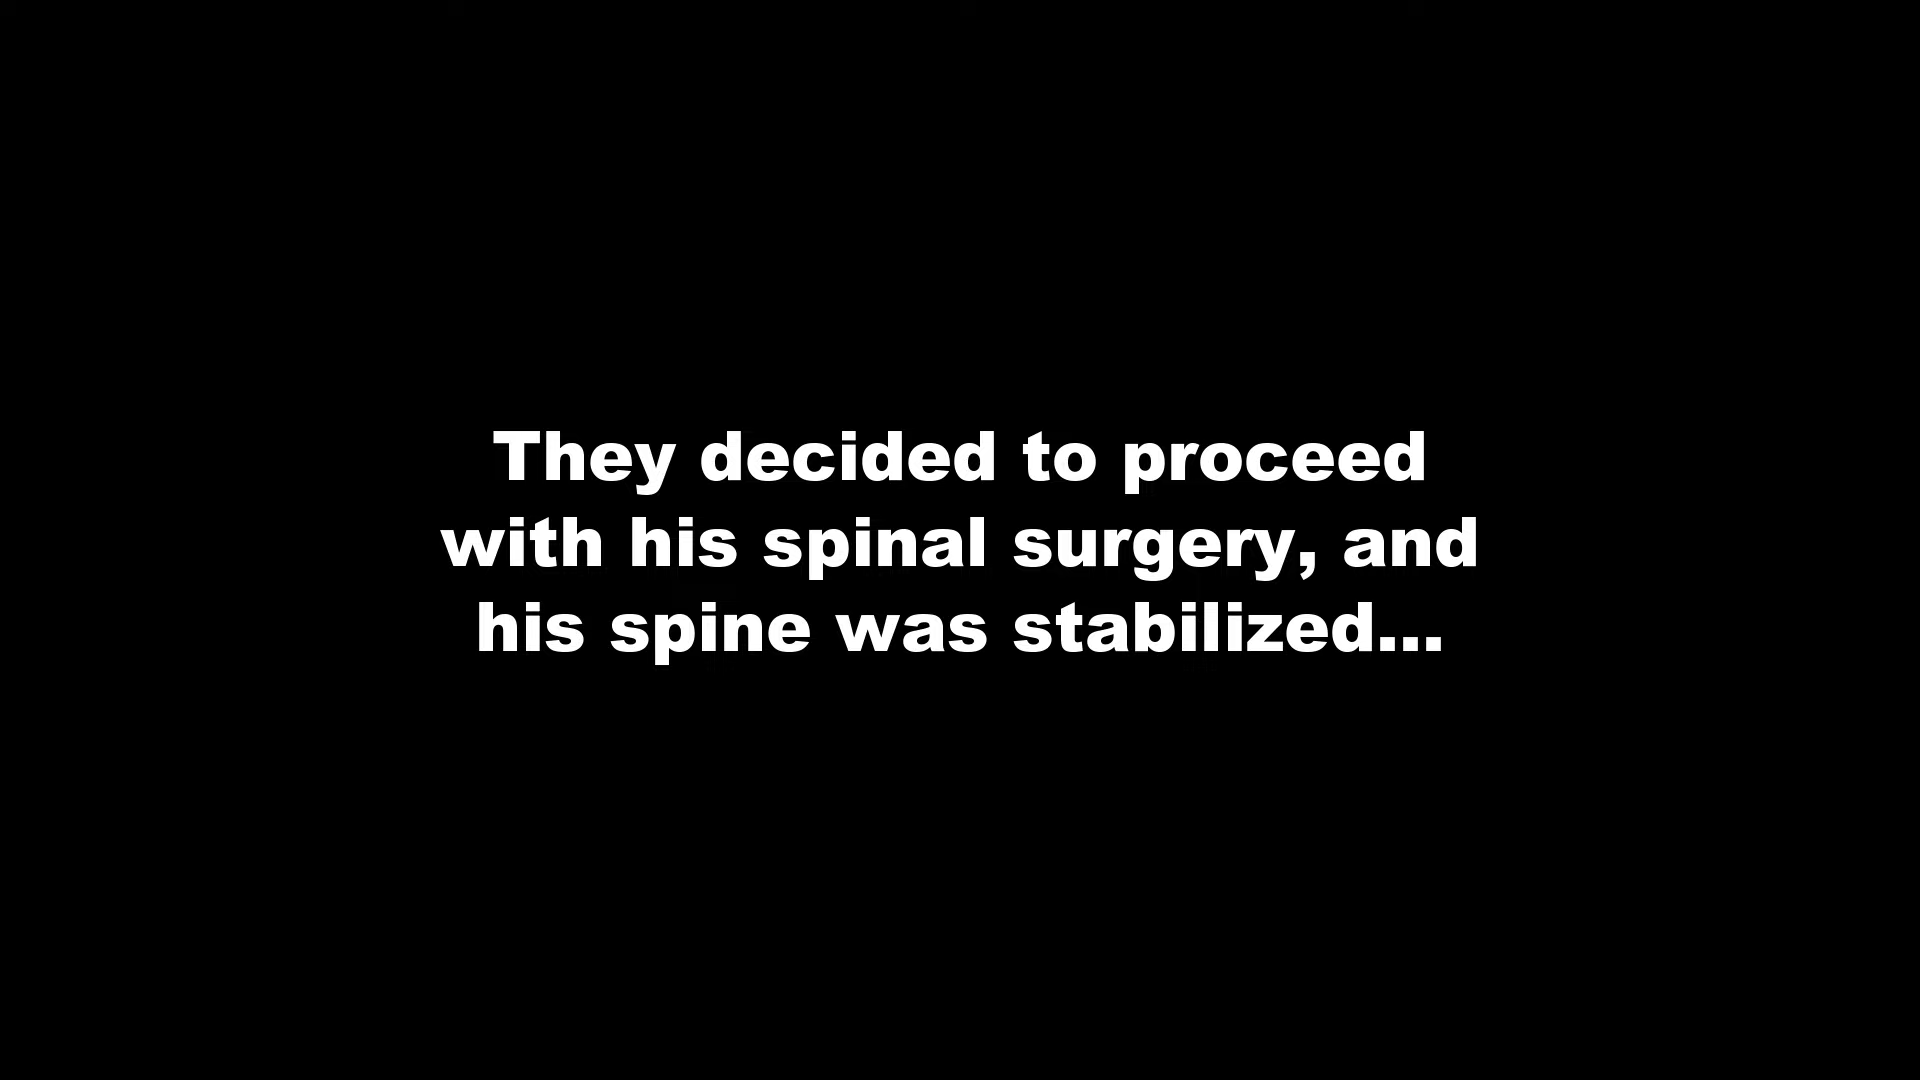 They decided to proceed
with his spinal surgery, and
his spine was stabilized...